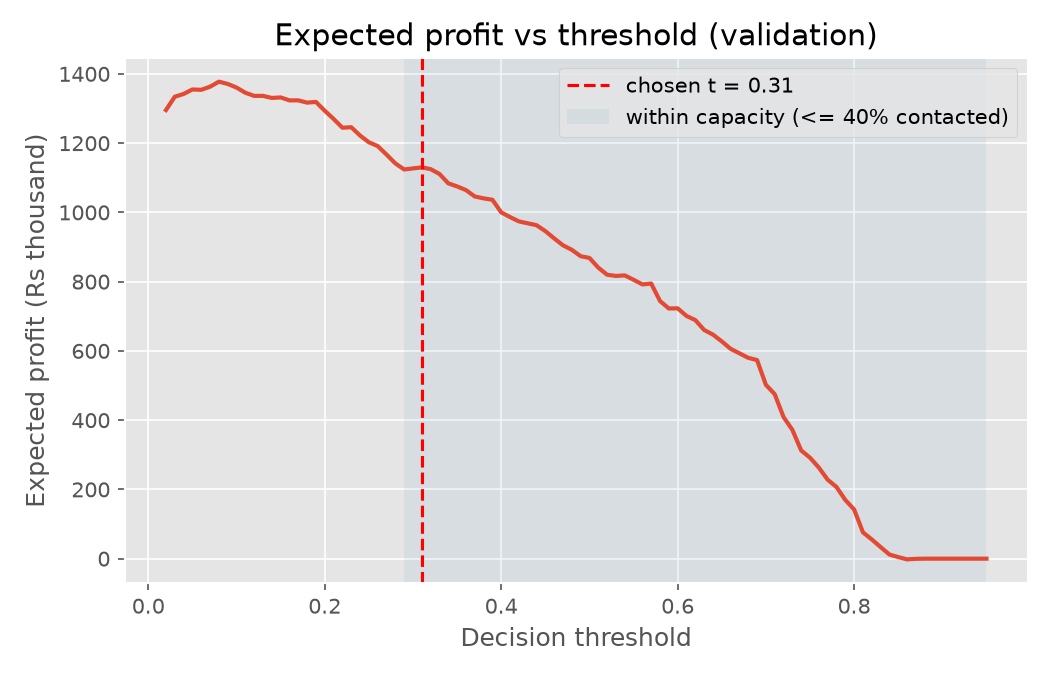 Expected profit vs threshold (validation)
chosen t = 0.31
within capacity (<= 40% contacted)
Expected profit (Rs thousand)
1400
1200
1000
800
600
400
200
0
0.0 0.2 0.4 0.6 0.8
Decision threshold